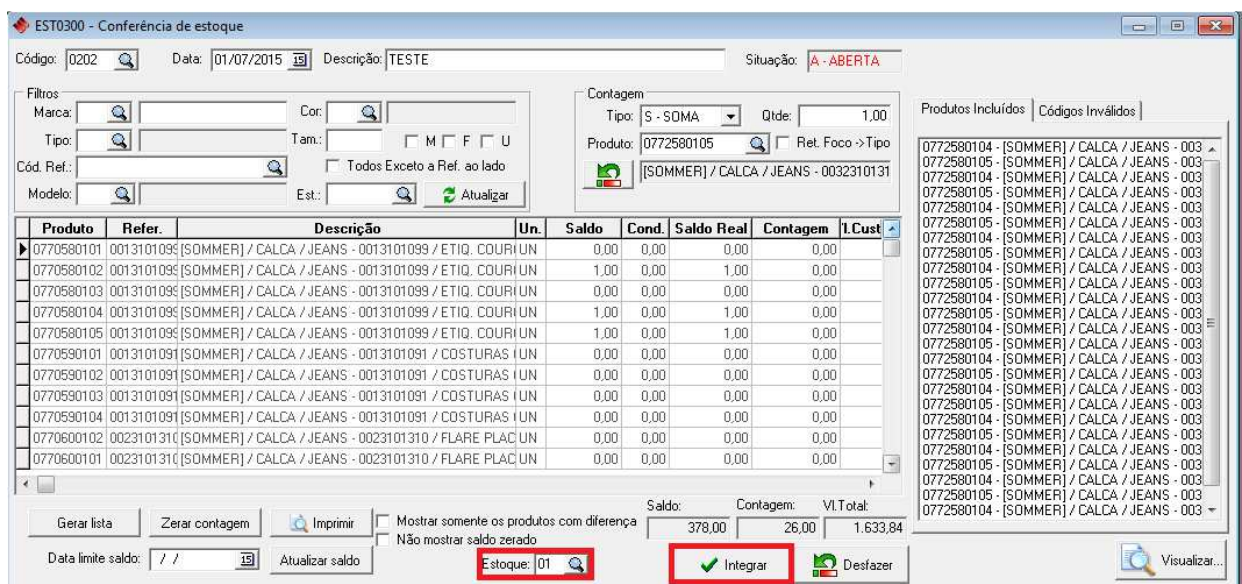 EST0300 - Conferência de estoque
Código: 0202 Data: 01/07/2015 15 Descrição: TESTE Situação: A - ABERTA
Filtros
Marca: Cor:
Tipo: Tam.: M F U
Cód. Ref.: Todos Exceto a Ref. ao lado
Modelo: Est.: Atualizar
Contagem
Tipo: S - SOMA Qtde: 1,00
Produto: 0772580105 Ret. Foco ->Tipo
[SOMMER] / CALCA / JEANS - 0032310131
Produtos Incluídos Códigos Inválidos
0772580104 - [SOMMER] / CALCA / JEANS - 003
0772580105 - [SOMMER] / CALCA / JEANS - 003
0772580104 - [SOMMER] / CALCA / JEANS - 003
0772580105 - [SOMMER] / CALCA / JEANS - 003
0772580104 - [SOMMER] / CALCA / JEANS - 003
0772580105 - [SOMMER] / CALCA / JEANS - 003
0772580104 - [SOMMER] / CALCA / JEANS - 003
0772580105 - [SOMMER] / CALCA / JEANS - 003
0772580104 - [SOMMER] / CALCA / JEANS - 003
0772580105 - [SOMMER] / CALCA / JEANS - 003
0772580104 - [SOMMER] / CALCA / JEANS - 003
0772580105 - [SOMMER] / CALCA / JEANS - 003
0772580104 - [SOMMER] / CALCA / JEANS - 003
0772580105 - [SOMMER] / CALCA / JEANS - 003
0772580104 - [SOMMER] / CALCA / JEANS - 003
0772580105 - [SOMMER] / CALCA / JEANS - 003
0772580104 - [SOMMER] / CALCA / JEANS - 003
0772580105 - [SOMMER] / CALCA / JEANS - 003
0772580104 - [SOMMER] / CALCA / JEANS - 003
0772580105 - [SOMMER] / CALCA / JEANS - 003
0772580104 - [SOMMER] / CALCA / JEANS - 003
0772580105 - [SOMMER] / CALCA / JEANS - 003
0772580104 - [SOMMER] / CALCA / JEANS - 003
0772580105 - [SOMMER] / CALCA / JEANS - 003
0772580104 - [SOMMER] / CALCA / JEANS - 003
Produto Refer. Descrição Un. Saldo Cond. Saldo Real Contagem 'l.Cust
0770580101 001310109 [SOMMER] / CALCA / JEANS - 0013101099 / ETIQ. COUR UN 0,00 0,00 0,00 0,00
0770580102 001310109 [SOMMER] / CALCA / JEANS - 0013101099 / ETIQ. COUR UN 1,00 0,00 1,00 0,00
0770580103 001310109 [SOMMER] / CALCA / JEANS - 0013101099 / ETIQ. COUR UN 0,00 0,00 0,00 0,00
0770580104 001310109 [SOMMER] / CALCA / JEANS - 0013101099 / ETIQ. COUR UN 1,00 0,00 1,00 0,00
0770580105 001310109 [SOMMER] / CALCA / JEANS - 0013101099 / ETIQ. COUR UN 1,00 0,00 1,00 0,00
0770590101 0013101091 [SOMMER] / CALCA / JEANS - 0013101091 / COSTURAS UN 0,00 0,00 0,00 0,00
0770590102 0013101091 [SOMMER] / CALCA / JEANS - 0013101091 / COSTURAS UN 0,00 0,00 0,00 0,00
0770590103 0013101091 [SOMMER] / CALCA / JEANS - 0013101091 / COSTURAS UN 0,00 0,00 0,00 0,00
0770590104 0013101091 [SOMMER] / CALCA / JEANS - 0013101091 / COSTURAS UN 0,00 0,00 0,00 0,00
0770600102 002310131 [SOMMER] / CALCA / JEANS - 0023101310 / FLARE PLAC UN 0,00 0,00 0,00 0,00
0770600101 002310131 [SOMMER] / CALCA / JEANS - 0023101310 / FLARE PLAC UN 0,00 0,00 0,00 0,00
Saldo: Contagem: Vl.Total:
Gerar lista Zerar contagem Imprimir Mostrar somente os produtos com diferença 378,00 26,00 1.633,84
Não mostrar saldo zerado
Data limite saldo: / / 15 Atualizar saldo Estoque: 01 Integrar Desfazer Visualizar...